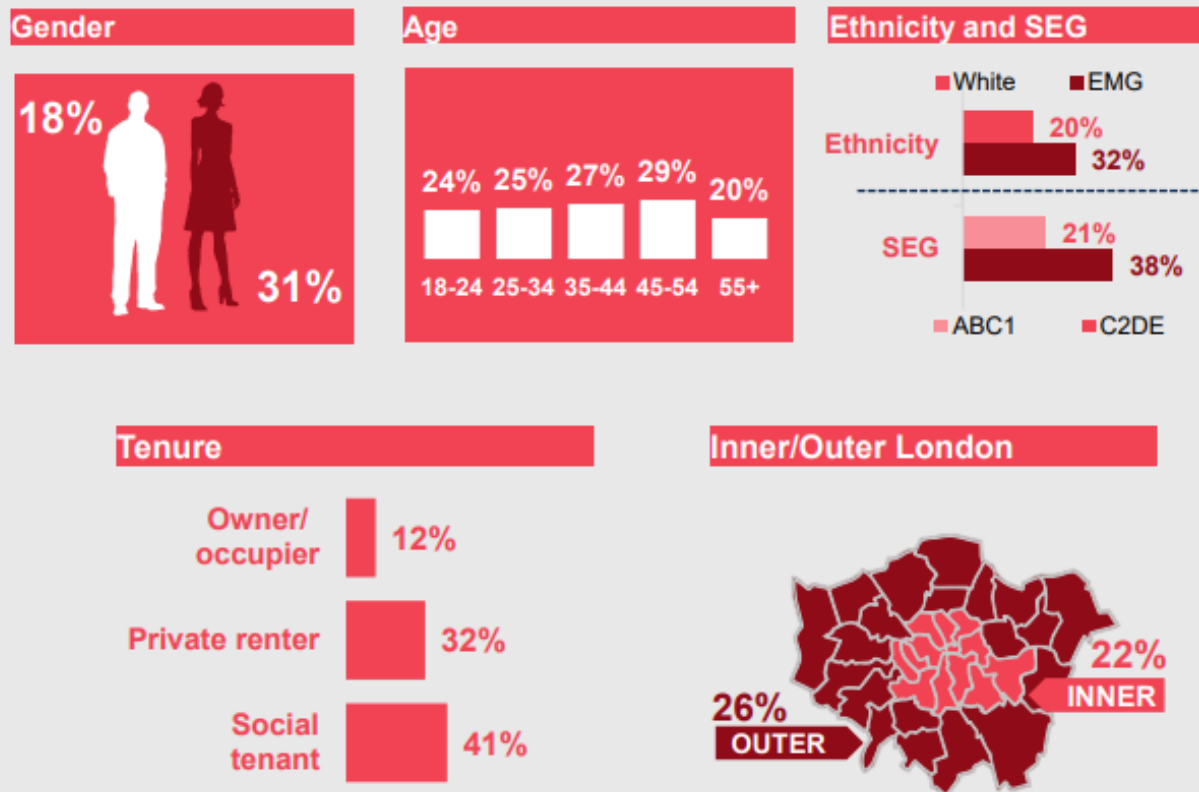 Gender
18%
31%
Age
24% 25% 27% 29% 20%
18-24 25-34 35-44 45-54 55+
Ethnicity and SEG
White EMG
Ethnicity
20%
32%
SEG
21%
38%
ABC1 C2DE
Tenure
Owner/
occupier
12%
Private renter
32%
Social
tenant
41%
Inner/Outer London
22%
INNER
26%
OUTER